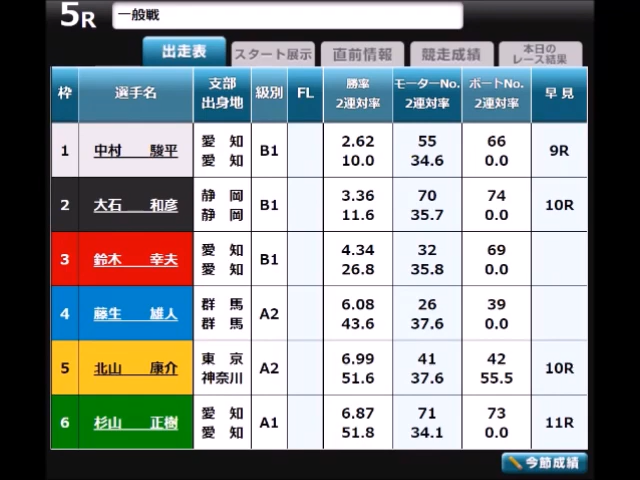 5R 一般戦
出走表 スタート展示 直前情報 競走成績 本日のレース結果
枠 選手名 支部 出身地 級別 FL 勝率 2連対率 モーターNo. 2連対率 ボートNo. 2連対率 早見
1 中村 駿平 愛知 愛知 B1 2.62 10.0 55 34.6 66 0.0 9R
2 大石 和彦 静岡 静岡 B1 3.36 11.6 70 35.7 74 0.0 10R
3 鈴木 幸夫 愛知 愛知 B1 4.34 26.8 32 35.8 69 0.0
4 藤生 雄人 群馬 群馬 A2 6.08 43.6 26 37.6 39 0.0
5 北山 康介 東京 神奈川 A2 6.99 51.6 41 37.6 42 55.5 10R
6 杉山 正樹 愛知 愛知 A1 6.87 51.8 71 34.1 73 0.0 11R
今節成績